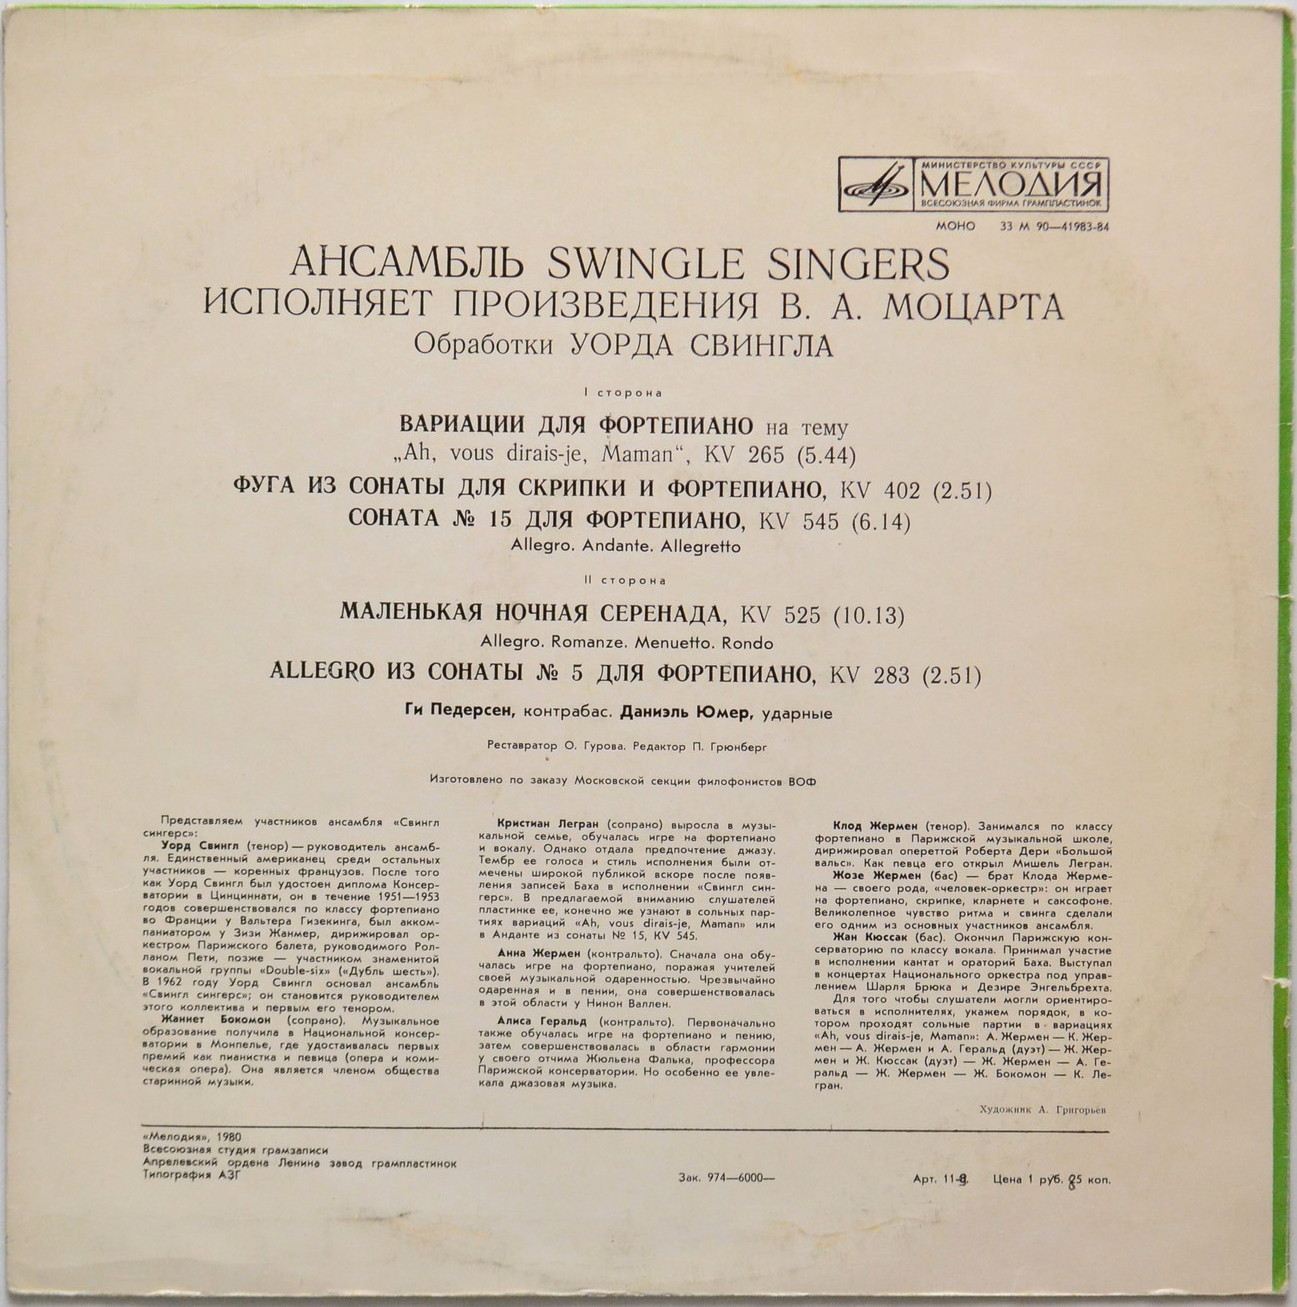 МИНИСТЕРСТВО КУЛЬТУРЫ СССР
МЕЛОДИЯ
ВСЕСОЮЗНАЯ ФИРМА ГРАМПЛАСТИНОК
МОНО 33 М 90—41983-84
АНСАМБЛЬ SWINGLE SINGERS
ИСПОЛНЯЕТ ПРОИЗВЕДЕНИЯ В. А. МОЦАРТА
Обработки УОРДА СВИНГЛА
I сторона
ВАРИАЦИИ ДЛЯ ФОРТЕПИАНО на тему
„Ah, vous dirais-je, Maman“, KV 265 (5.44)
ФУГА ИЗ СОНАТЫ ДЛЯ СКРИПКИ И ФОРТЕПИАНО, KV 402 (2.51)
СОНАТА № 15 ДЛЯ ФОРТЕПИАНО, KV 545 (6.14)
Allegro. Andante. Allegretto
II сторона
МАЛЕНЬКАЯ НОЧНАЯ СЕРЕНАДА, KV 525 (10.13)
Allegro. Romanze. Menuetto. Rondo
ALLEGRO ИЗ СОНАТЫ № 5 ДЛЯ ФОРТЕПИАНО, KV 283 (2.51)
Ги Педерсен, контрабас. Даниэль Юмер, ударные
Реставратор О. Гурова. Редактор П. Грюнберг
Изготовлено по заказу Московской секции филофонистов ВОФ
Представляем участников ансамбля «Свингл
сингерс»:
Уорд Свингл (тенор) — руководитель ансамб-
ля. Единственный американец среди остальных
участников — коренных французов. После того
как Уорд Свингл был удостоен диплома Консер-
ватории в Цинциннати, он в течение 1951—1953
годов совершенствовался по классу фортепиано
во Франции у Вальтера Гизекинга, был акком-
паниатором у Зизи Жанмер, дирижировал ор-
кестром Парижского балета, руководимого Рол-
ланом Пети, позже — участником знаменитой
вокальной группы «Double-six» («Дубль шесть»).
В 1962 году Уорд Свингл основал ансамбль
«Свингл сингерс»; он становится руководителем
этого коллектива и первым его тенором.
Жаннет Бокомон (сопрано). Музыкальное
образование получила в Национальной консер-
ватории в Монпелье, где удостаивалась первых
премий как пианистка и певица (опера и коми-
ческая опера). Она является членом общества
старинной музыки.
Кристиан Легран (сопрано) выросла в музы-
кальной семье, обучалась игре на фортепиано
и вокалу. Однако отдала предпочтение джазу.
Тембр ее голоса и стиль исполнения были от-
мечены широкой публикой вскоре после появ-
ления записей Баха в исполнении «Свингл син-
герс». В предлагаемой вниманию слушателей
пластинке ее, конечно же узнают в сольных пар-
тиях вариаций «Ah, vous dirais-je, Maman» или
в Анданте из сонаты № 15, KV 545.
Анна Жермен (контральто). Сначала она обу-
чалась игре на фортепиано, поражая учителей
своей музыкальной одаренностью. Чрезвычайно
одаренная и в пении, она совершенствовалась
в этой области у Нинон Валлен.
Алиса Геральд (контральто). Первоначально
также обучалась игре на фортепиано и пению,
затем совершенствовалась в области гармонии
у своего отчима Жюльена Фалька, профессора
Парижской консерватории. Но особенно ее увле-
кала джазовая музыка.
Клод Жермен (тенор). Занимался по классу
фортепиано в Парижской музыкальной школе,
дирижировал опереттой Роберта Дери «Большой
вальс». Как певца его открыл Мишель Легран.
Жозе Жермен (бас) — брат Клода Жерме-
на — своего рода, «человек-оркестр»: он играет
на фортепиано, скрипке, кларнете и саксофоне.
Великолепное чувство ритма и свинга сделали
его одним из основных участников ансамбля.
Жан Кюссак (бас). Окончил Парижскую кон-
серваторию по классу вокала. Принимал участие
в исполнении кантат и ораторий Баха. Выступал
в концертах Национального оркестра под управ-
лением Шарля Брюка и Дезире Энгельбрехта.
Для того чтобы слушатели могли ориентиро-
ваться в исполнителях, укажем порядок, в ко-
тором проходят сольные партии в вариациях
«Ah, vous dirais-je, Maman»: А. Жермен — К. Жер-
мен — А. Жермен и А. Геральд (дуэт) — Ж. Жер-
мен и Ж. Кюссак (дуэт) — Ж. Жермен — А. Ге-
ральд — Ж. Жермен — Ж. Бокомон — К. Ле-
гран.
Художник А. Григорьев
«Мелодия», 1980
Всесоюзная студия грамзаписи
Апрелевский ордена Ленина завод грампластинок
Типография АЗГ
Зак. 974—6000—
Арт. 11-9. Цена 1 руб. 85 коп.